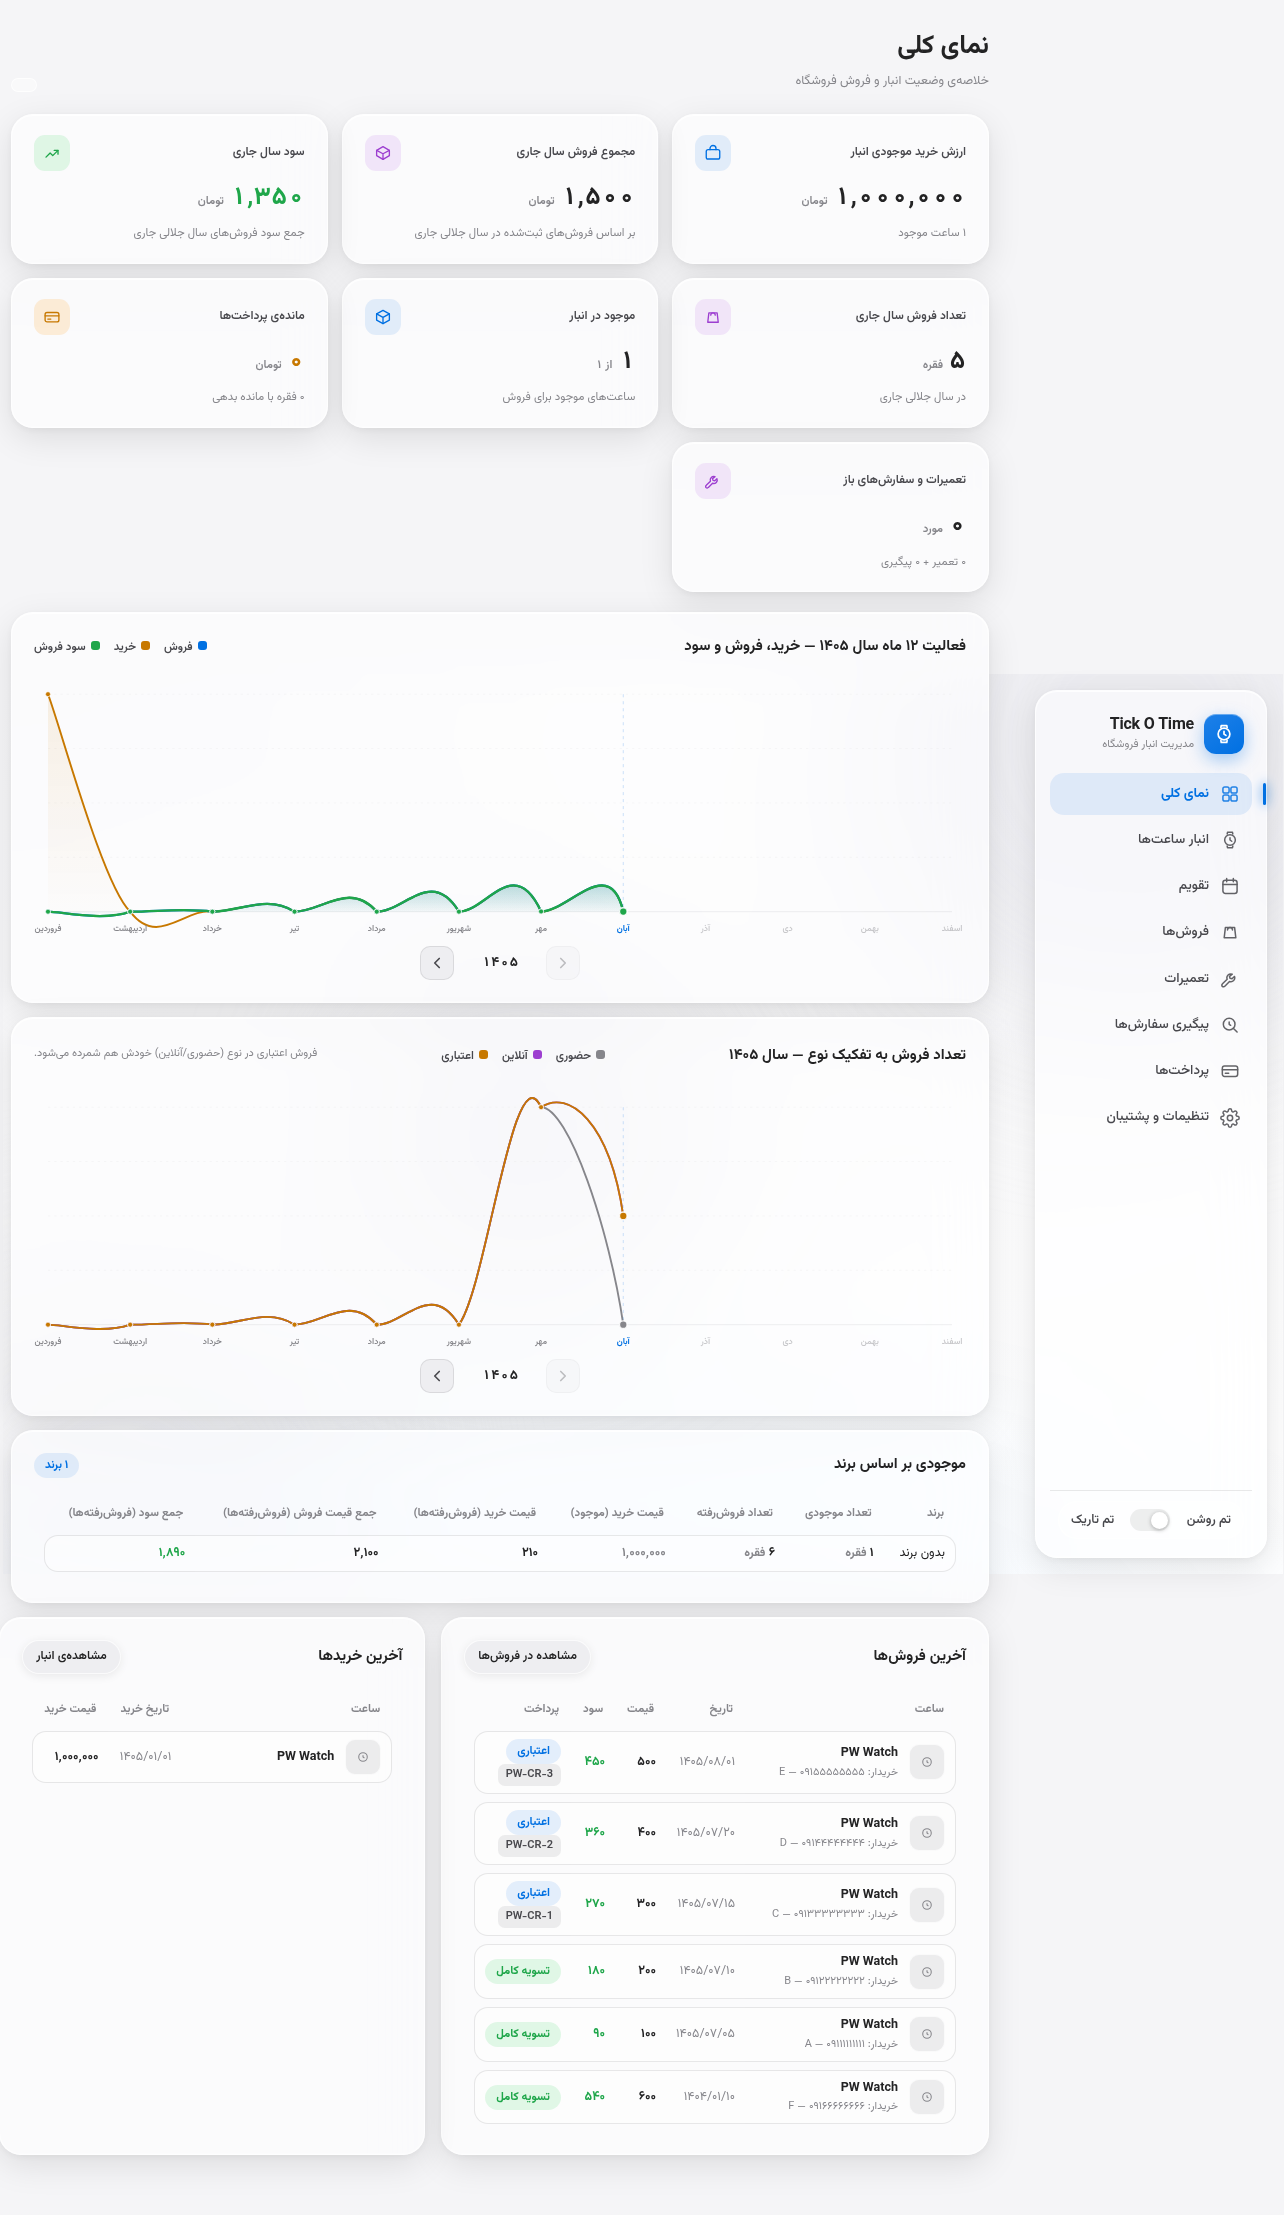 نمای کلی
خلاصه‌ی وضعیت انبار و فروش فروشگاه
ارزش خرید موجودی انبار
۱,۰۰۰,۰۰۰ تومان
۱ ساعت موجود
مجموع فروش سال جاری
۱,۵۰۰ تومان
بر اساس فروش‌های ثبت‌شده در سال جلالی جاری
سود سال جاری
۱,۳۵۰ تومان
جمع سود فروش‌های سال جلالی جاری
تعداد فروش سال جاری
۵ فقره
در سال جلالی جاری
موجود در انبار
۱ از ۱
ساعت‌های موجود برای فروش
مانده‌ی پرداخت‌ها
۰ تومان
۰ فقره با مانده بدهی
تعمیرات و سفارش‌های باز
۰ مورد
۰ تعمیر + ۰ پیگیری
Tick O Time
مدیریت انبار فروشگاه
نمای کلی
انبار ساعت‌ها
تقویم
فروش‌ها
تعمیرات
پیگیری سفارش‌ها
پرداخت‌ها
تنظیمات و پشتیبان
تم روشن تم تاریک
فعالیت ۱۲ ماه سال ۱۴۰۵ — خرید، فروش و سود
فروش خرید سود فروش
فروردین اردیبهشت خرداد تیر مرداد شهریور مهر آبان آذر دی بهمن اسفند
۱۴۰۵
تعداد فروش به تفکیک نوع — سال ۱۴۰۵
حضوری آنلاین اعتباری
فروش اعتباری در نوع (حضوری/آنلاین) خودش هم شمرده می‌شود.
فروردین اردیبهشت خرداد تیر مرداد شهریور مهر آبان آذر دی بهمن اسفند
۱۴۰۵
موجودی بر اساس برند
۱ برند
برند تعداد موجودی تعداد فروش‌رفته قیمت خرید (موجود) قیمت خرید (فروش‌رفته‌ها) جمع قیمت فروش (فروش‌رفته‌ها) جمع سود (فروش‌رفته‌ها)
بدون برند ۱ فقره ۶ فقره ۱,۰۰۰,۰۰۰ ۲۱۰ ۲,۱۰۰ ۱,۸۹۰
آخرین فروش‌ها
مشاهده در فروش‌ها
ساعت تاریخ قیمت سود پرداخت
PW Watch
خریدار: E — ۰۹۱۵۵۵۵۵۵۵۵
۱۴۰۵/۰۸/۰۱ ۵۰۰ ۴۵۰ اعتباری
PW-CR-3
PW Watch
خریدار: D — ۰۹۱۴۴۴۴۴۴۴۴
۱۴۰۵/۰۷/۲۰ ۴۰۰ ۳۶۰ اعتباری
PW-CR-2
PW Watch
خریدار: C — ۰۹۱۳۳۳۳۳۳۳۳
۱۴۰۵/۰۷/۱۵ ۳۰۰ ۲۷۰ اعتباری
PW-CR-1
PW Watch
خریدار: B — ۰۹۱۲۲۲۲۲۲۲۲
۱۴۰۵/۰۷/۱۰ ۲۰۰ ۱۸۰ تسویه کامل
PW Watch
خریدار: A — ۰۹۱۱۱۱۱۱۱۱۱
۱۴۰۵/۰۷/۰۵ ۱۰۰ ۹۰ تسویه کامل
PW Watch
خریدار: F — ۰۹۱۶۶۶۶۶۶۶۶
۱۴۰۴/۰۱/۱۰ ۶۰۰ ۵۴۰ تسویه کامل
آخرین خریدها
مشاهده‌ی انبار
ساعت تاریخ خرید قیمت خرید
PW Watch ۱۴۰۵/۰۱/۰۱ ۱,۰۰۰,۰۰۰